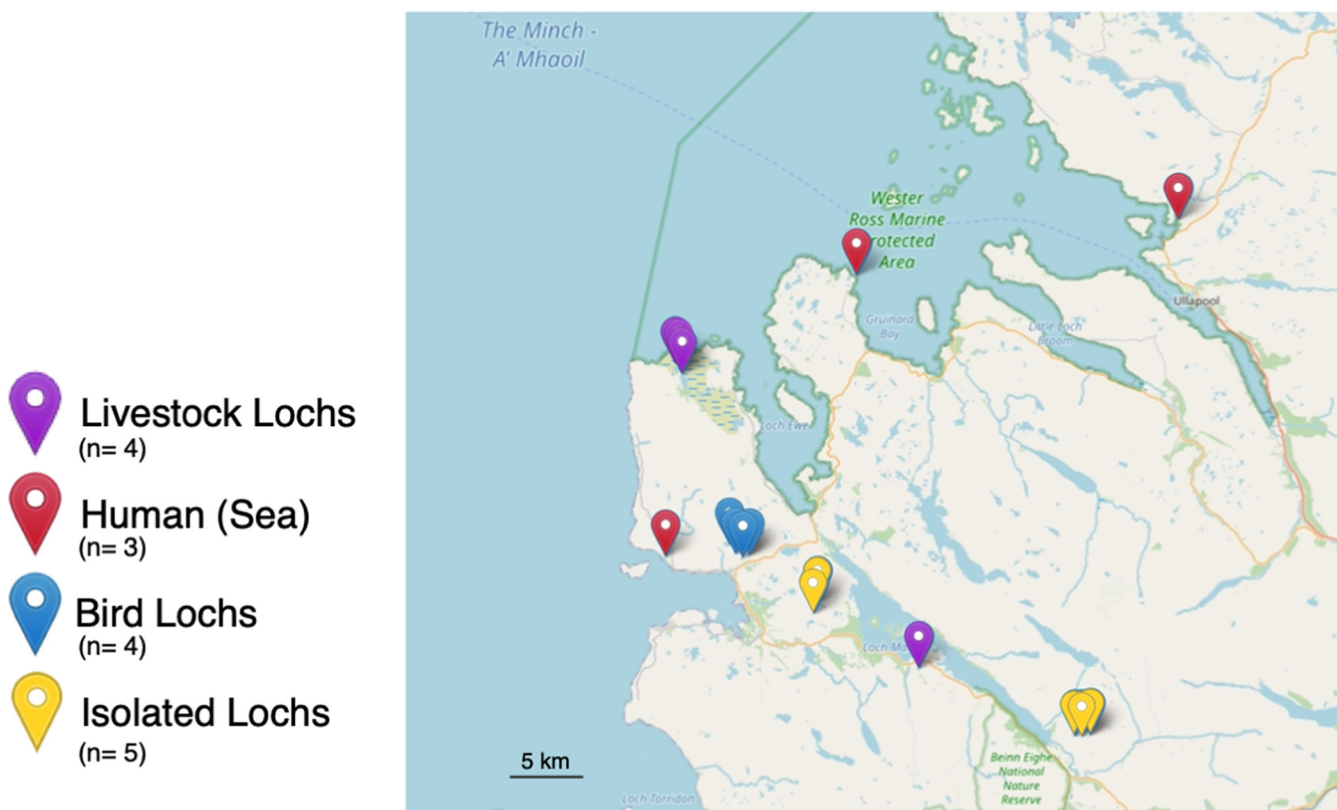 The Minch -
A' Mhaoil
Wester
Ross Marine
rotected
Area
Ullapool
Gruinard
Bay
Little Loch
Broom
Loch Ewe
Livestock Lochs
(n= 4)
Human (Sea)
(n= 3)
Bird Lochs
(n= 4)
Isolated Lochs
(n= 5)
Loch Ma
5 km
Beinn Eighe
National
Nature
Reserve
Loch Torridon